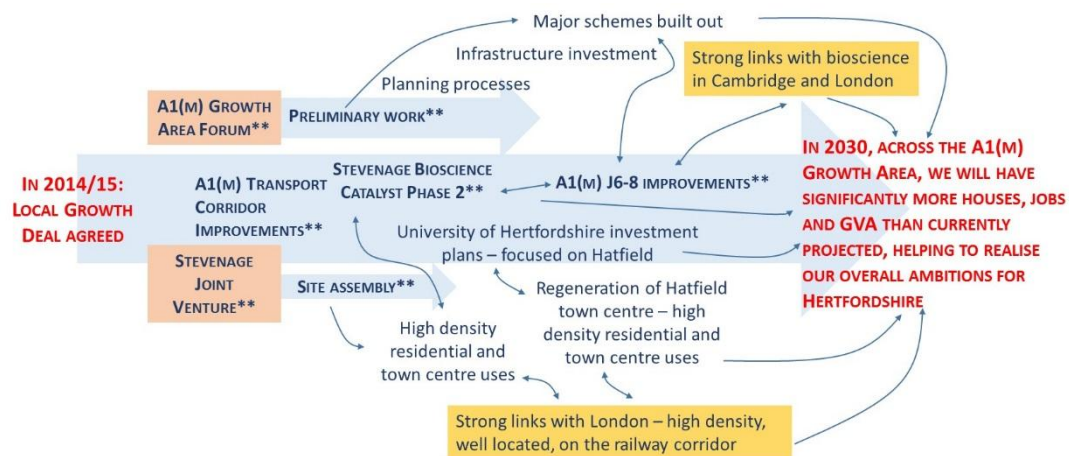 Major schemes built out
Infrastructure investment
Planning processes
Strong links with bioscience
in Cambridge and London
A1(M) GROWTH
AREA FORUM**
PRELIMINARY WORK**
IN 2014/15:
LOCAL GROWTH
DEAL AGREED
A1(M) TRANSPORT
CORRIDOR
IMPROVEMENTS**
STEVENAGE BIOSCIENCE
CATALYST PHASE 2**
A1(M) J6-8 IMPROVEMENTS**
University of Hertfordshire investment
plans – focused on Hatfield
STEVENAGE
JOINT
VENTURE**
SITE ASSEMBLY**
High density
residential and
town centre uses
Regeneration of Hatfield
town centre – high
density residential and
town centre uses
Strong links with London – high density,
well located, on the railway corridor
IN 2030, ACROSS THE A1(M)
GROWTH AREA, WE WILL HAVE
SIGNIFICANTLY MORE HOUSES, JOBS
AND GVA THAN CURRENTLY
PROJECTED, HELPING TO REALISE
OUR OVERALL AMBITIONS FOR
HERTFORDSHIRE